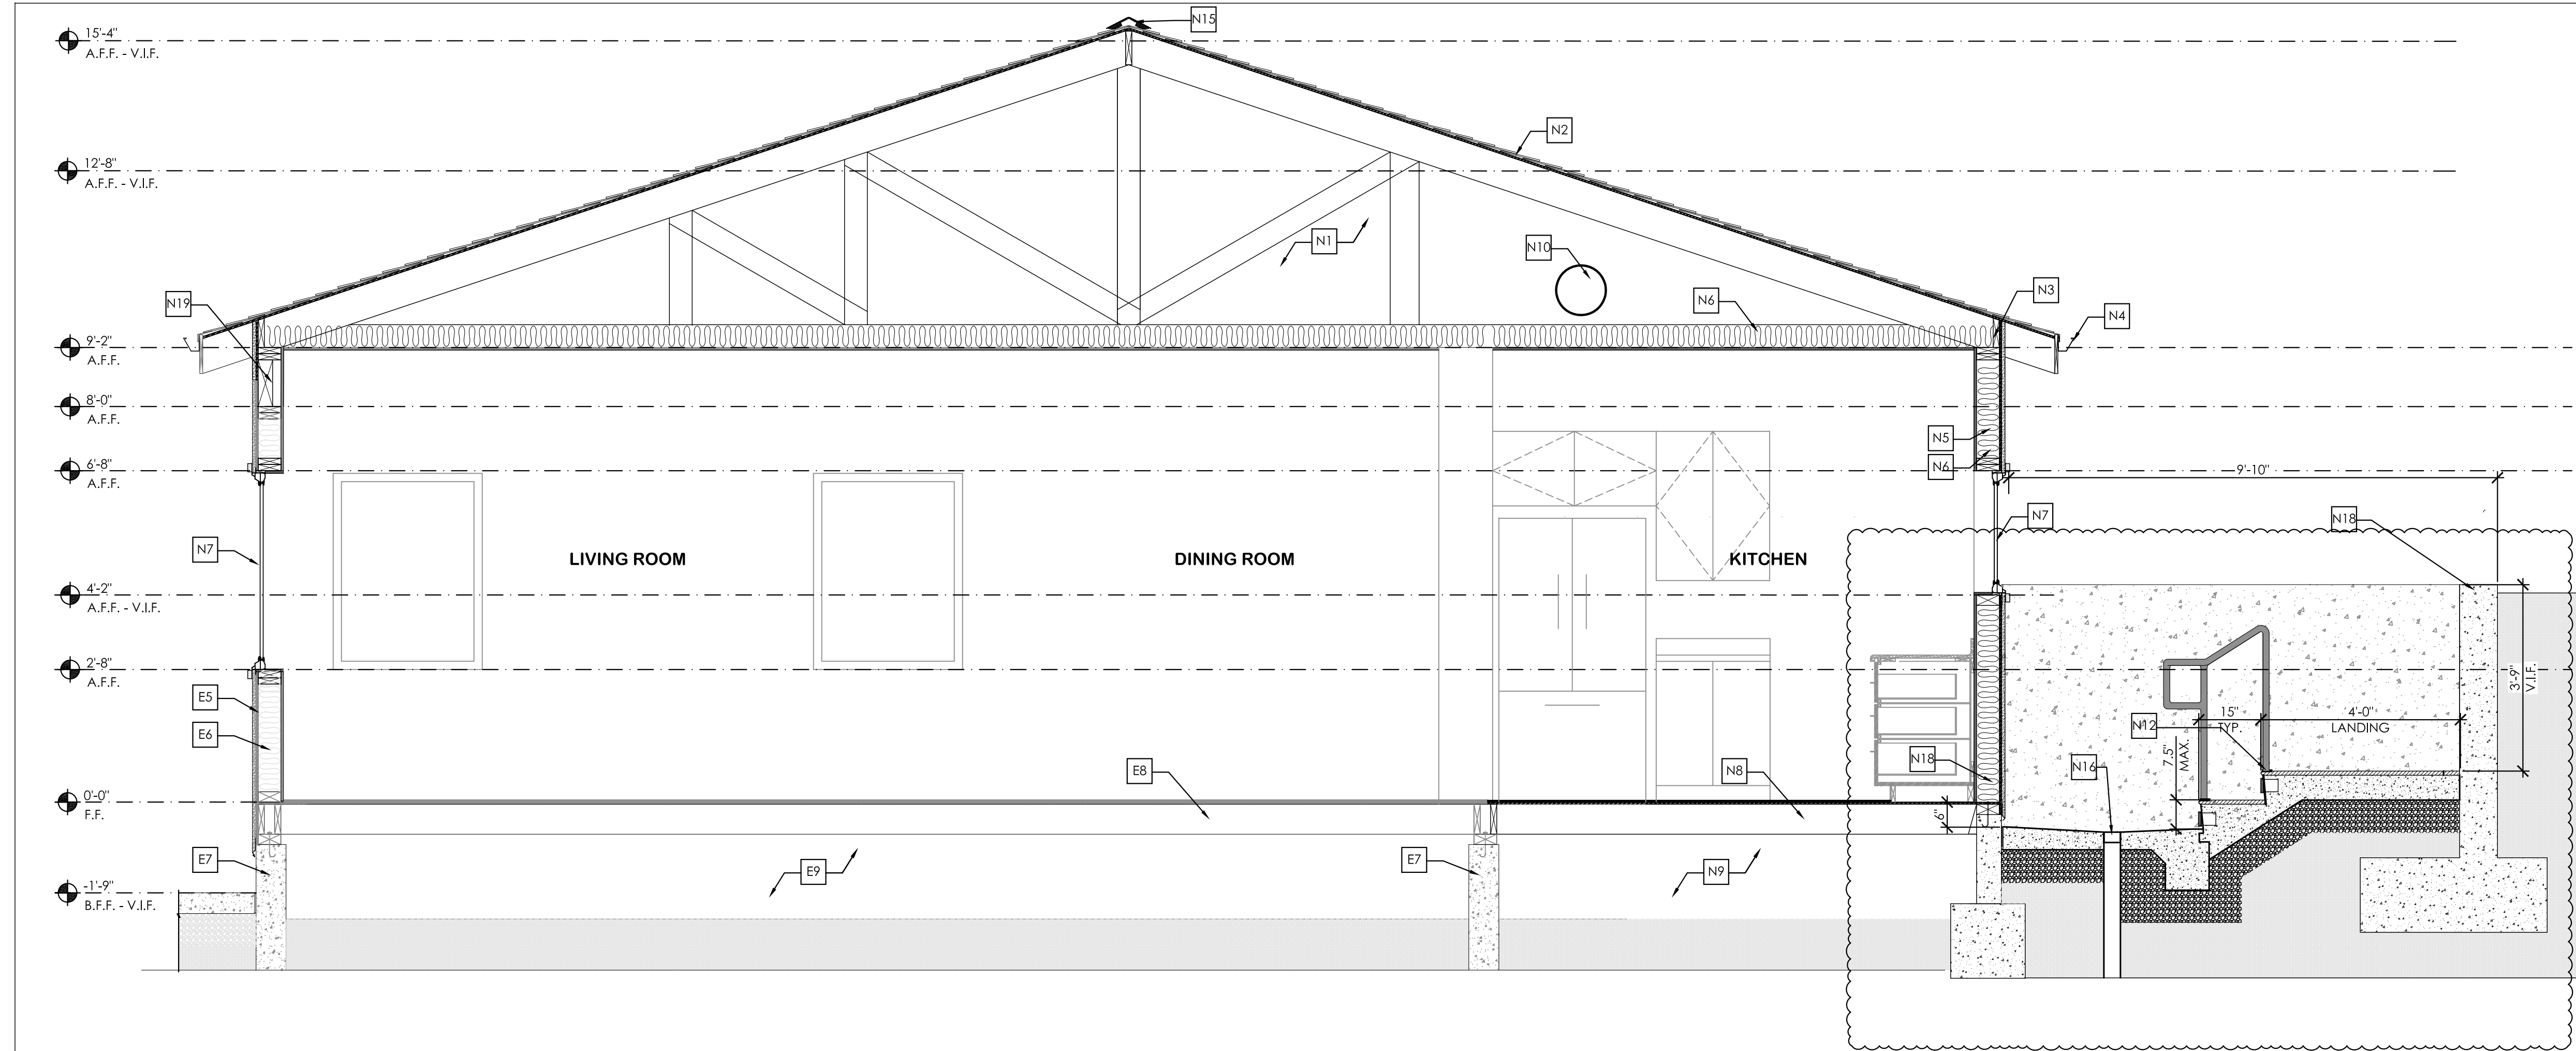 N15
15'-4"
A.F.F. - V.I.F.
N2
12'-8"
A.F.F. - V.I.F.
N1
N10
N19
N6
N3
N4
9'-2"
A.F.F.
8'-0"
A.F.F.
N5
6'-8"
A.F.F.
N6
9'-10"
N7
N18
N7
LIVING ROOM
DINING ROOM
KITCHEN
4'-2"
A.F.F. - V.I.F.
2'-8"
A.F.F.
3'-9"
V.I.F.
E5
15"
TYP.
4'-0"
LANDING
N12
E6
7.5"
MAX.
N18
N16
E8
N8
0'-0"
F.F.
6"
E7
E9
E7
N9
-1'-9"
B.F.F. - V.I.F.